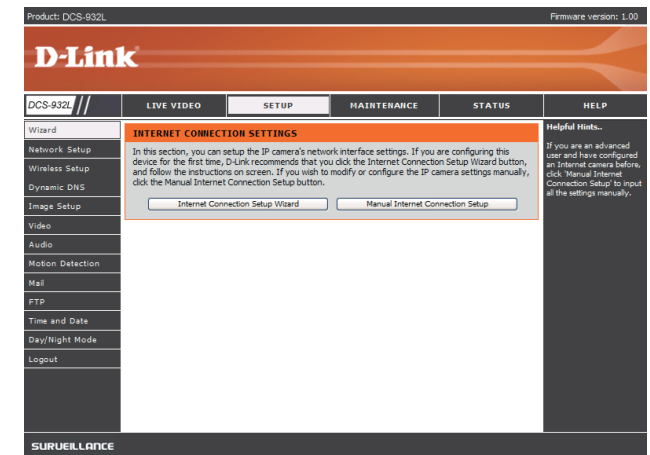 Product: DCS-932L
Firmware version: 1.00
D-Link
DCS-932L //
LIVE VIDEO
SETUP
MAINTENANCE
STATUS
HELP
Wizard
Network Setup
Wireless Setup
Dynamic DNS
Image Setup
Video
Audio
Motion Detection
Mail
FTP
Time and Date
Day/Night Mode
Logout
INTERNET CONNECTION SETTINGS
In this section, you can setup the IP camera's network interface settings. If you are configuring this
device for the first time, D-Link recommends that you click the Internet Connection Setup Wizard button,
and follow the instructions on screen. If you wish to modify or configure the IP camera settings manually,
click the Manual Internet Connection Setup button.
Internet Connection Setup Wizard
Manual Internet Connection Setup
Helpful Hints..
If you are an advanced
user and have configured
an Internet camera before,
click 'Manual Internet
Connection Setup' to input
all the settings manually.
SURVEILLANCE